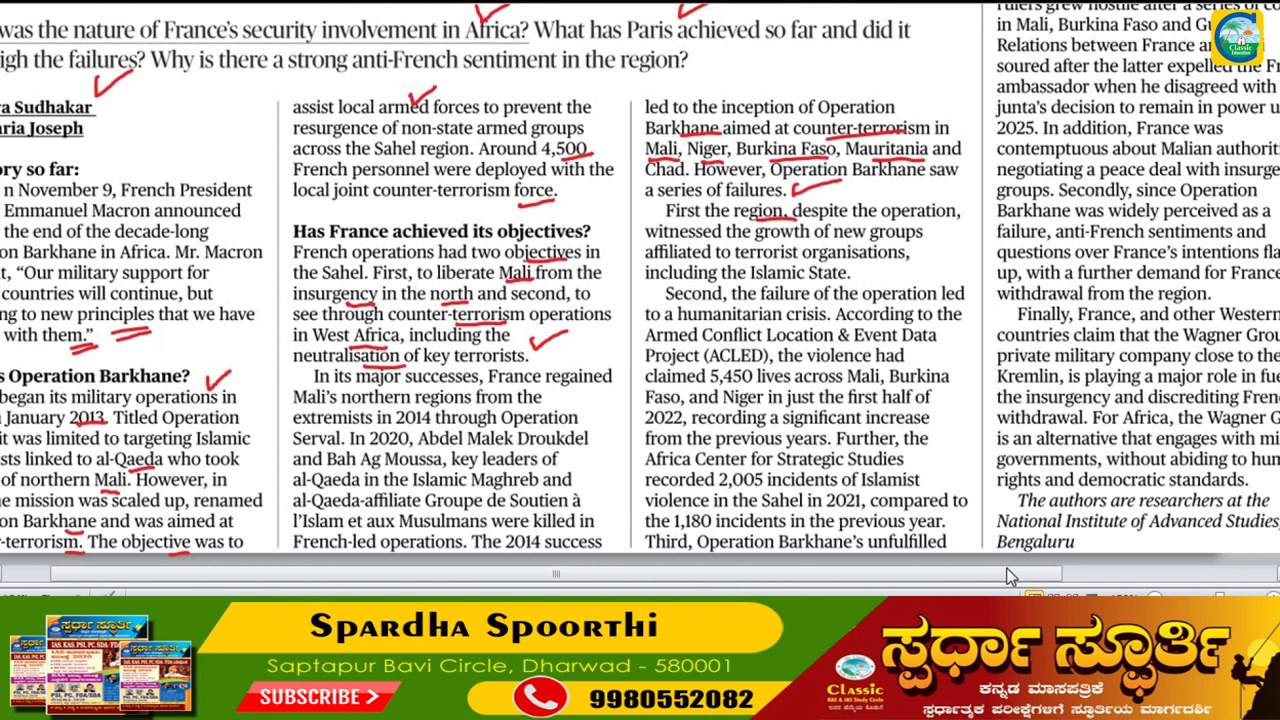 was the nature of France's security involvement in Africa? What has Paris achieved so far and did it
igh the failures? Why is there a strong anti-French sentiment in the region?
a Sudhakar
aria Joseph
ory so far:
n November 9, French President
Emmanuel Macron announced
the end of the decade-long
on Barkhane in Africa. Mr. Macron
t, “Our military support for
countries will continue, but
ng to new principles that we have
with them.”
s Operation Barkhane?
began its military operations in
January 2013. Titled Operation
it was limited to targeting Islamic
sts linked to al-Qaeda who took
of northern Mali. However, in
e mission was scaled up, renamed
on Barkhane and was aimed at
-terrorism. The objective was to
assist local armed forces to prevent the
resurgence of non-state armed groups
across the Sahel region. Around 4,500
French personnel were deployed with the
local joint counter-terrorism force.
Has France achieved its objectives?
French operations had two objectives in
the Sahel. First, to liberate Mali from the
insurgency in the north and second, to
see through counter-terrorism operations
in West Africa, including the
neutralisation of key terrorists.
In its major successes, France regained
Mali's northern regions from the
extremists in 2014 through Operation
Serval. In 2020, Abdel Malek Droukdel
and Bah Ag Moussa, key leaders of
al-Qaeda in the Islamic Maghreb and
al-Qaeda-affiliate Groupe de Soutien à
l'Islam et aux Musulmans were killed in
French-led operations. The 2014 success
led to the inception of Operation
Barkhane aimed at counter-terrorism in
Mali, Niger, Burkina Faso, Mauritania and
Chad. However, Operation Barkhane saw
a series of failures.
First the region, despite the operation,
witnessed the growth of new groups
affiliated to terrorist organisations,
including the Islamic State.
Second, the failure of the operation led
to a humanitarian crisis. According to the
Armed Conflict Location & Event Data
Project (ACLED), the violence had
claimed 5,450 lives across Mali, Burkina
Faso, and Niger in just the first half of
2022, recording a significant increase
from the previous years. Further, the
Africa Center for Strategic Studies
recorded 2,005 incidents of Islamist
violence in the Sahel in 2021, compared to
the 1,180 incidents in the previous year.
Third, Operation Barkhane's unfulfilled
rulers grew hostile after a series of co
in Mali, Burkina Faso and Gu
Relations between France an
soured after the latter expelled the Fr
ambassador when he disagreed with
junta's decision to remain in power u
2025. In addition, France was
contemptuous about Malian authoriti
negotiating a peace deal with insurge
groups. Secondly, since Operation
Barkhane was widely perceived as a
failure, anti-French sentiments and
questions over France's intentions fla
up, with a further demand for France
withdrawal from the region.
Finally, France, and other Western
countries claim that the Wagner Grou
private military company close to the
Kremlin, is playing a major role in fue
the insurgency and discrediting Fren
withdrawal. For Africa, the Wagner G
is an alternative that engages with mi
governments, without abiding to hum
rights and democratic standards.
The authors are researchers at the
National Institute of Advanced Studies,
Bengaluru
Classic
Education
ಸ್ಪರ್ಧಾ ಸ್ಫೂರ್ತಿ
Spardha Spoorthi
Saptapur Bavi Circle Dharwad - 580001
SUBSCRIBE >
9980552082
Classic
ಸ್ಪರ್ಧಾ ಸ್ಫೂರ್ತಿ
ಕನ್ನಡ ಮಾಸಪತ್ರಿಕೆ
ಸ್ಪರ್ಧಾತ್ಮಕ ಪರೀಕ್ಷೆಗಳಿಗೆ ಸ್ಫೂರ್ತಿಯ ಮಾರ್ಗದರ್ಶಿ